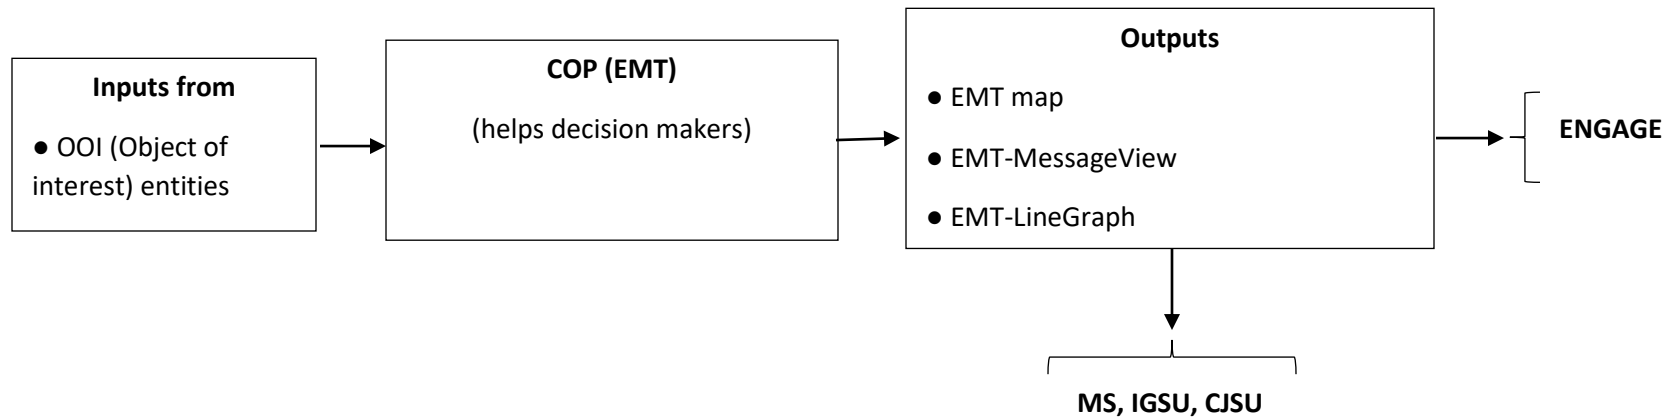 Inputs from
● OOI (Object of
interest) entities
COP (EMT)
(helps decision makers)
Outputs
● EMT map
● EMT-MessageView
● EMT-LineGraph
ENGAGE
MS, IGSU, CJSU